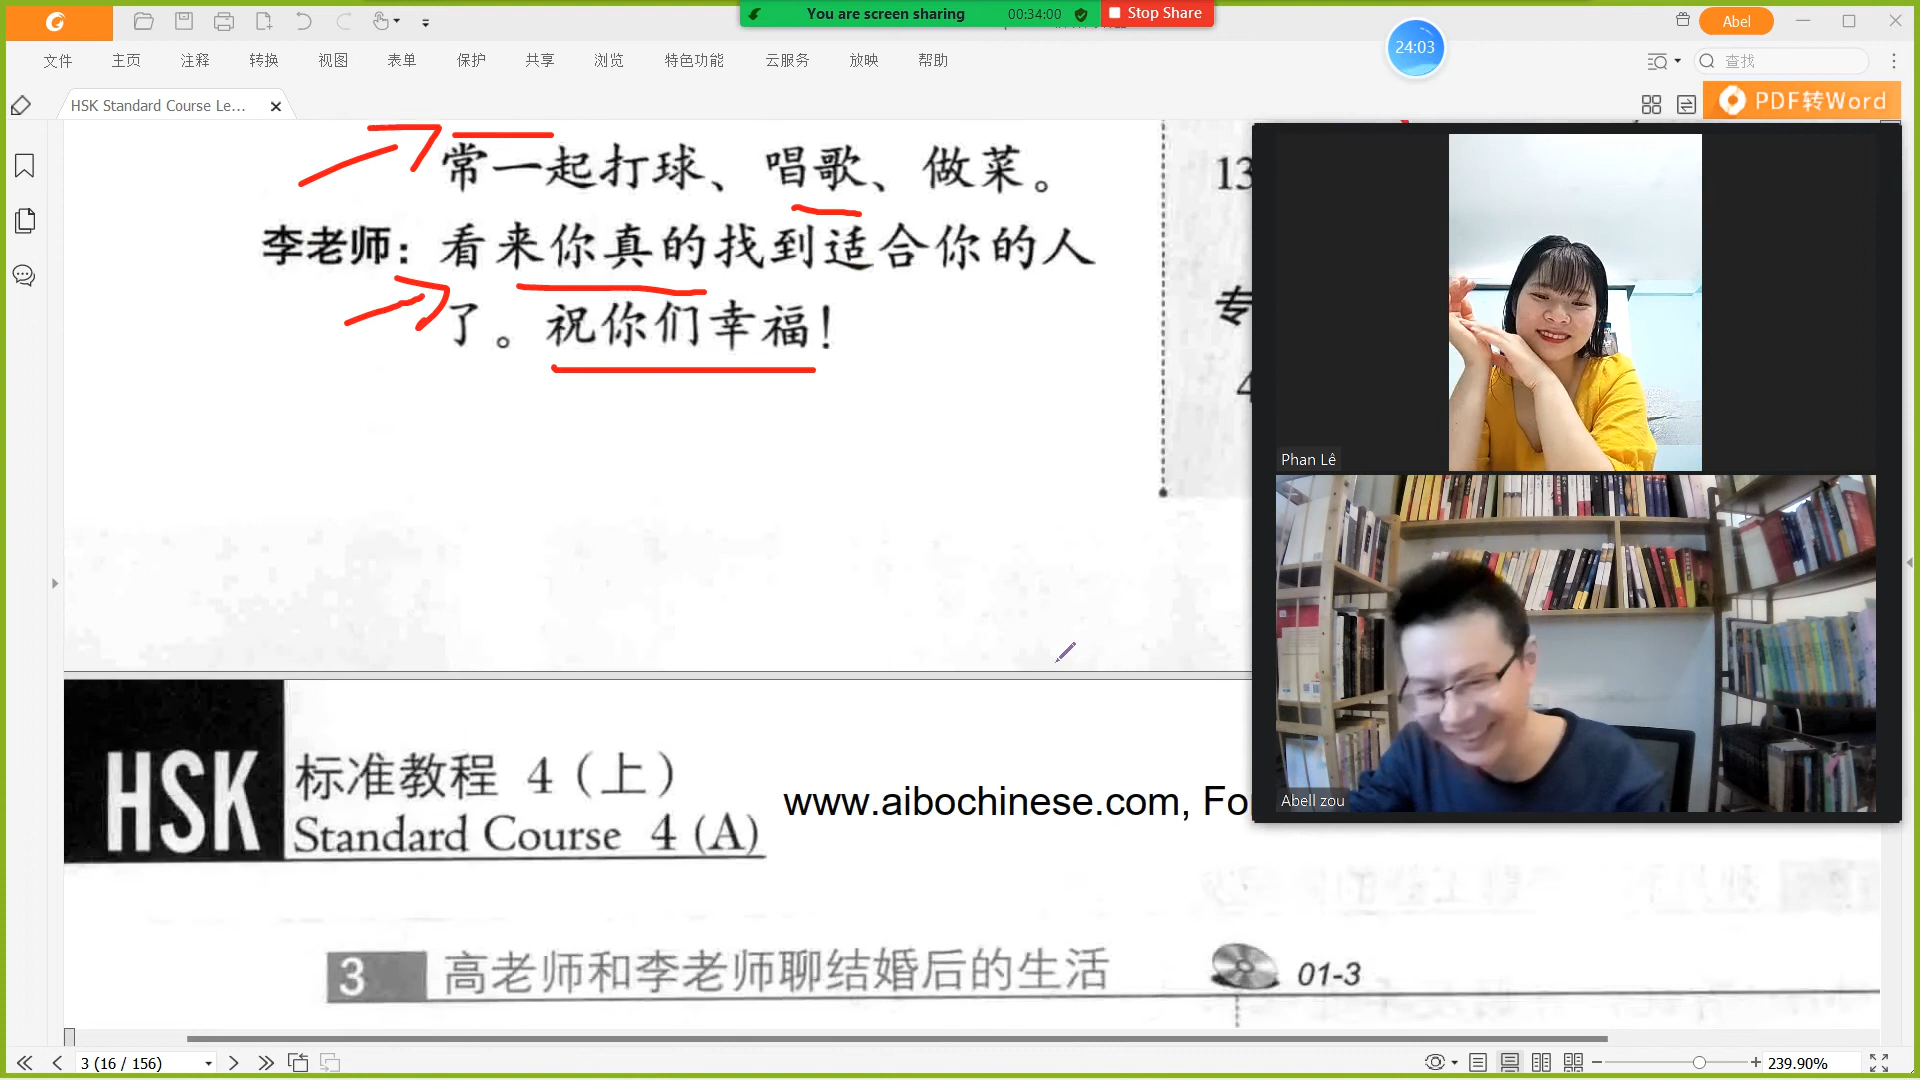 You are screen sharing 00:34:00 Stop Share
Abel
文件 主页 注释 转换 视图 表单 保护 共享 浏览 特色功能 云服务 放映 帮助
24:03
查找
HSK Standard Course Le...
PDF转Word
常一起打球、唱歌、做菜。
李老师：看来你真的找到适合你的人
了。祝你们幸福！
13
专
4
Phan Lê
Abell zou
HSK 标准教程 4（上）
Standard Course 4 (A)
www.aibochinese.com, For
3 高老师和李老师聊结婚后的生活 01-3
3 (16 / 156)
239.90%